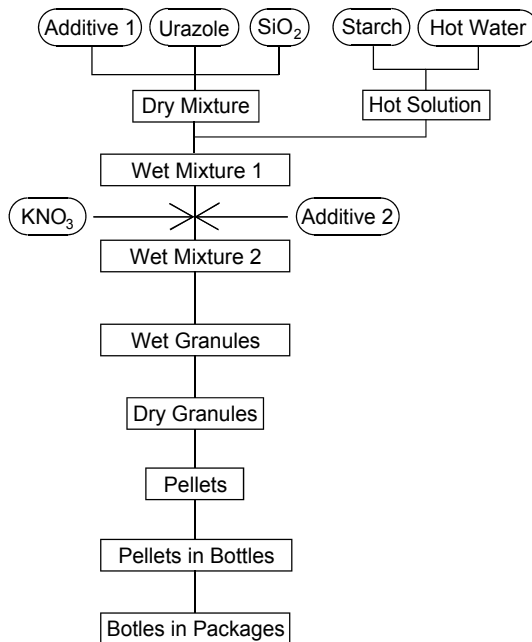 Additive 1
Urazole
SiO₂
Starch
Hot Water
Dry Mixture
Hot Solution
Wet Mixture 1
KNO₃
Additive 2
Wet Mixture 2
Wet Granules
Dry Granules
Pellets
Pellets in Bottles
Botles in Packages